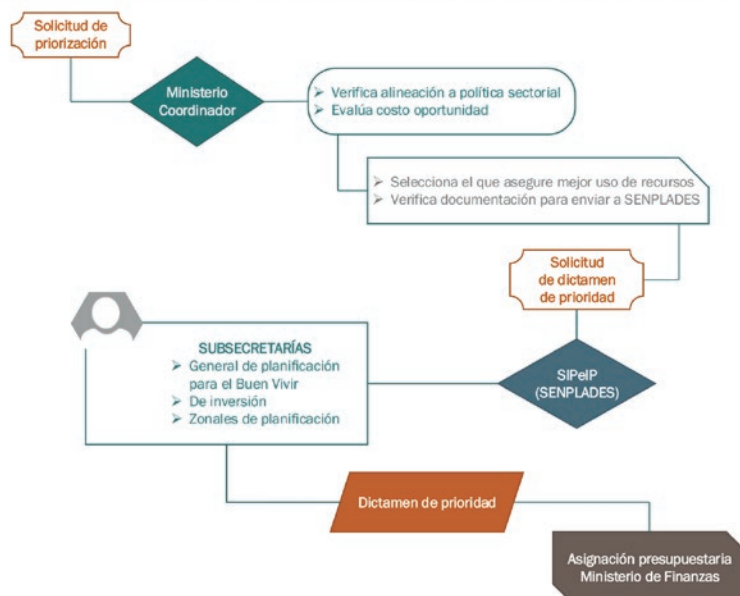 Solicitud de
priorización
Ministerio
Coordinador
➢ Verifica alineación a política sectorial
➢ Evalúa costo oportunidad
➢ Selecciona el que asegure mejor uso de recursos
➢ Verifica documentación para enviar a SENPLADES
Solicitud
de dictamen
de prioridad
SUBSECRETARÍAS
➢ General de planificación
para el Buen Vivir
➢ De inversión
➢ Zonales de planificación
SIPeIP
(SENPLADES)
Dictamen de prioridad
Asignación presupuestaria
Ministerio de Finanzas